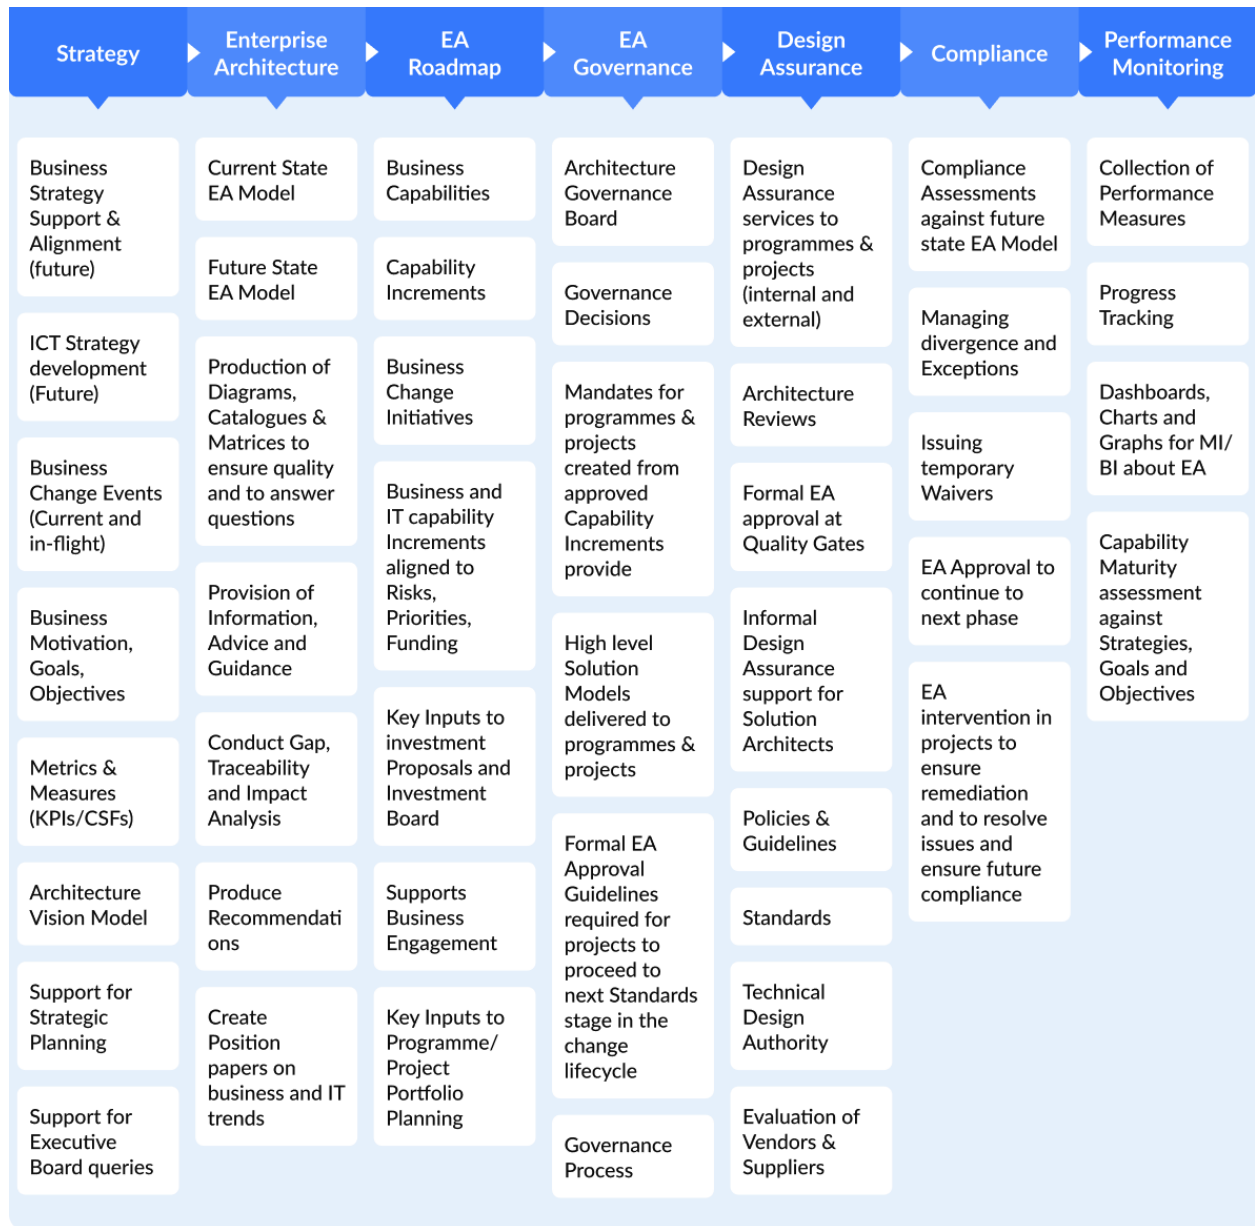 Strategy
Enterprise
Architecture
EA
Roadmap
EA
Governance
Design
Assurance
Compliance
Performance
Monitoring
Business
Strategy
Support &
Alignment
(future)
ICT Strategy
development
(Future)
Business
Change Events
(Current and
in-flight)
Business
Motivation,
Goals,
Objectives
Metrics &
Measures
(KPIs/CSFs)
Architecture
Vision Model
Support for
Strategic
Planning
Support for
Executive
Board queries
Current State
EA Model
Future State
EA Model
Production of
Diagrams,
Catalogues &
Matrices to
ensure quality
and to answer
questions
Provision of
Information,
Advice and
Guidance
Conduct Gap,
Traceability
and Impact
Analysis
Produce
Recommendati
ons
Create
Position
papers on
business and IT
trends
Business
Capabilities
Capability
Increments
Business
Change
Initiatives
Business and
IT capability
Increments
aligned to
Risks,
Priorities,
Funding
Key Inputs to
investment
Proposals and
Investment
Board
Supports
Business
Engagement
Key Inputs to
Programme/
Project
Portfolio
Planning
Architecture
Governance
Board
Governance
Decisions
Mandates for
programmes &
projects
created from
approved
Capability
Increments
provide
High level
Solution
Models
delivered to
programmes &
projects
Formal EA
Approval
Guidelines
required for
projects to
proceed to
next Standards
stage in the
change
lifecycle
Governance
Process
Design
Assurance
services to
programmes &
projects
(internal and
external)
Architecture
Reviews
Formal EA
approval at
Quality Gates
Informal
Design
Assurance
support for
Solution
Architects
Policies &
Guidelines
Standards
Technical
Design
Authority
Evaluation of
Vendors &
Suppliers
Compliance
Assessments
against future
state EA Model
Managing
divergence and
Exceptions
Issuing
temporary
Waivers
EA Approval to
continue to
next phase
EA
intervention in
projects to
ensure
remediation
and to resolve
issues and
ensure future
compliance
Collection of
Performance
Measures
Progress
Tracking
Dashboards,
Charts and
Graphs for MI/
BI about EA
Capability
Maturity
assessment
against
Strategies,
Goals and
Objectives